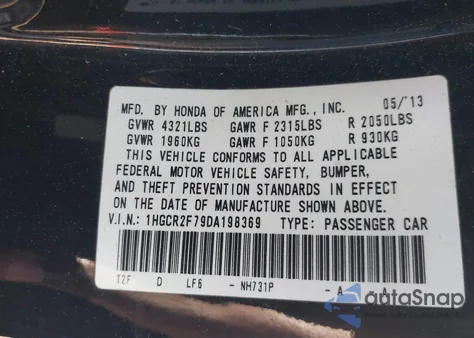 MFD. BY HONDA OF AMERICA MFG., INC. 05/'13
GVWR 4321LBS GAWR F 2315LBS R 2050LBS
GVWR 1960KG GAWR F 1050KG R 930KG
THIS VEHICLE CONFORMS TO ALL APPLICABLE
FEDERAL MOTOR VEHICLE SAFETY, BUMPER,
AND THEFT PREVENTION STANDARDS IN EFFECT
ON THE DATE OF MANUFACTURE SHOWN ABOVE.
V.I.N.: 1HGCR2F79DA198369 TYPE: PASSENGER CAR
T2F D LF6 - NH731P - A - A
autoSnap